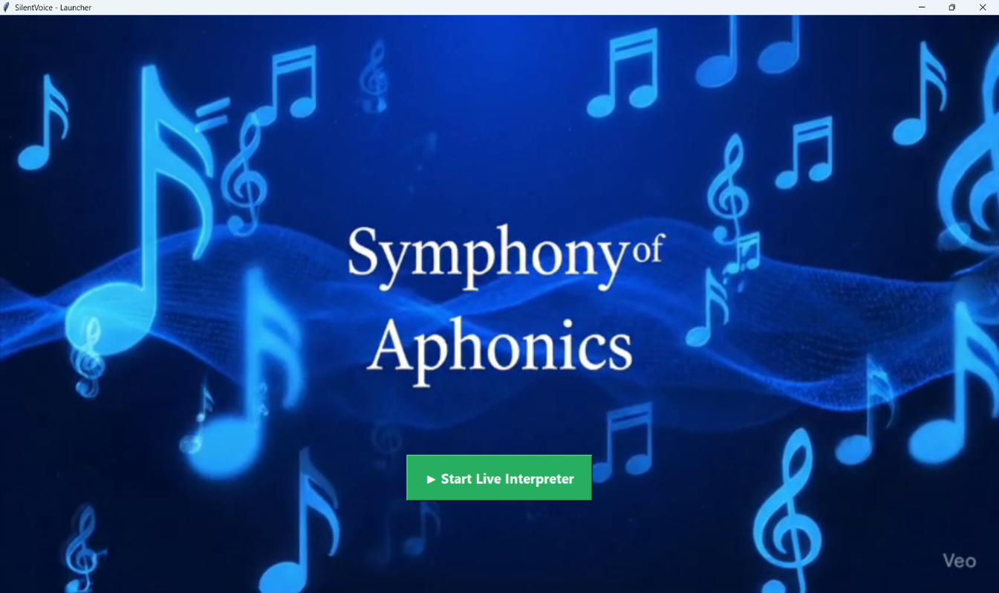 SilentVoice - Launcher
Symphony of
Aphonics
► Start Live Interpreter
Veo